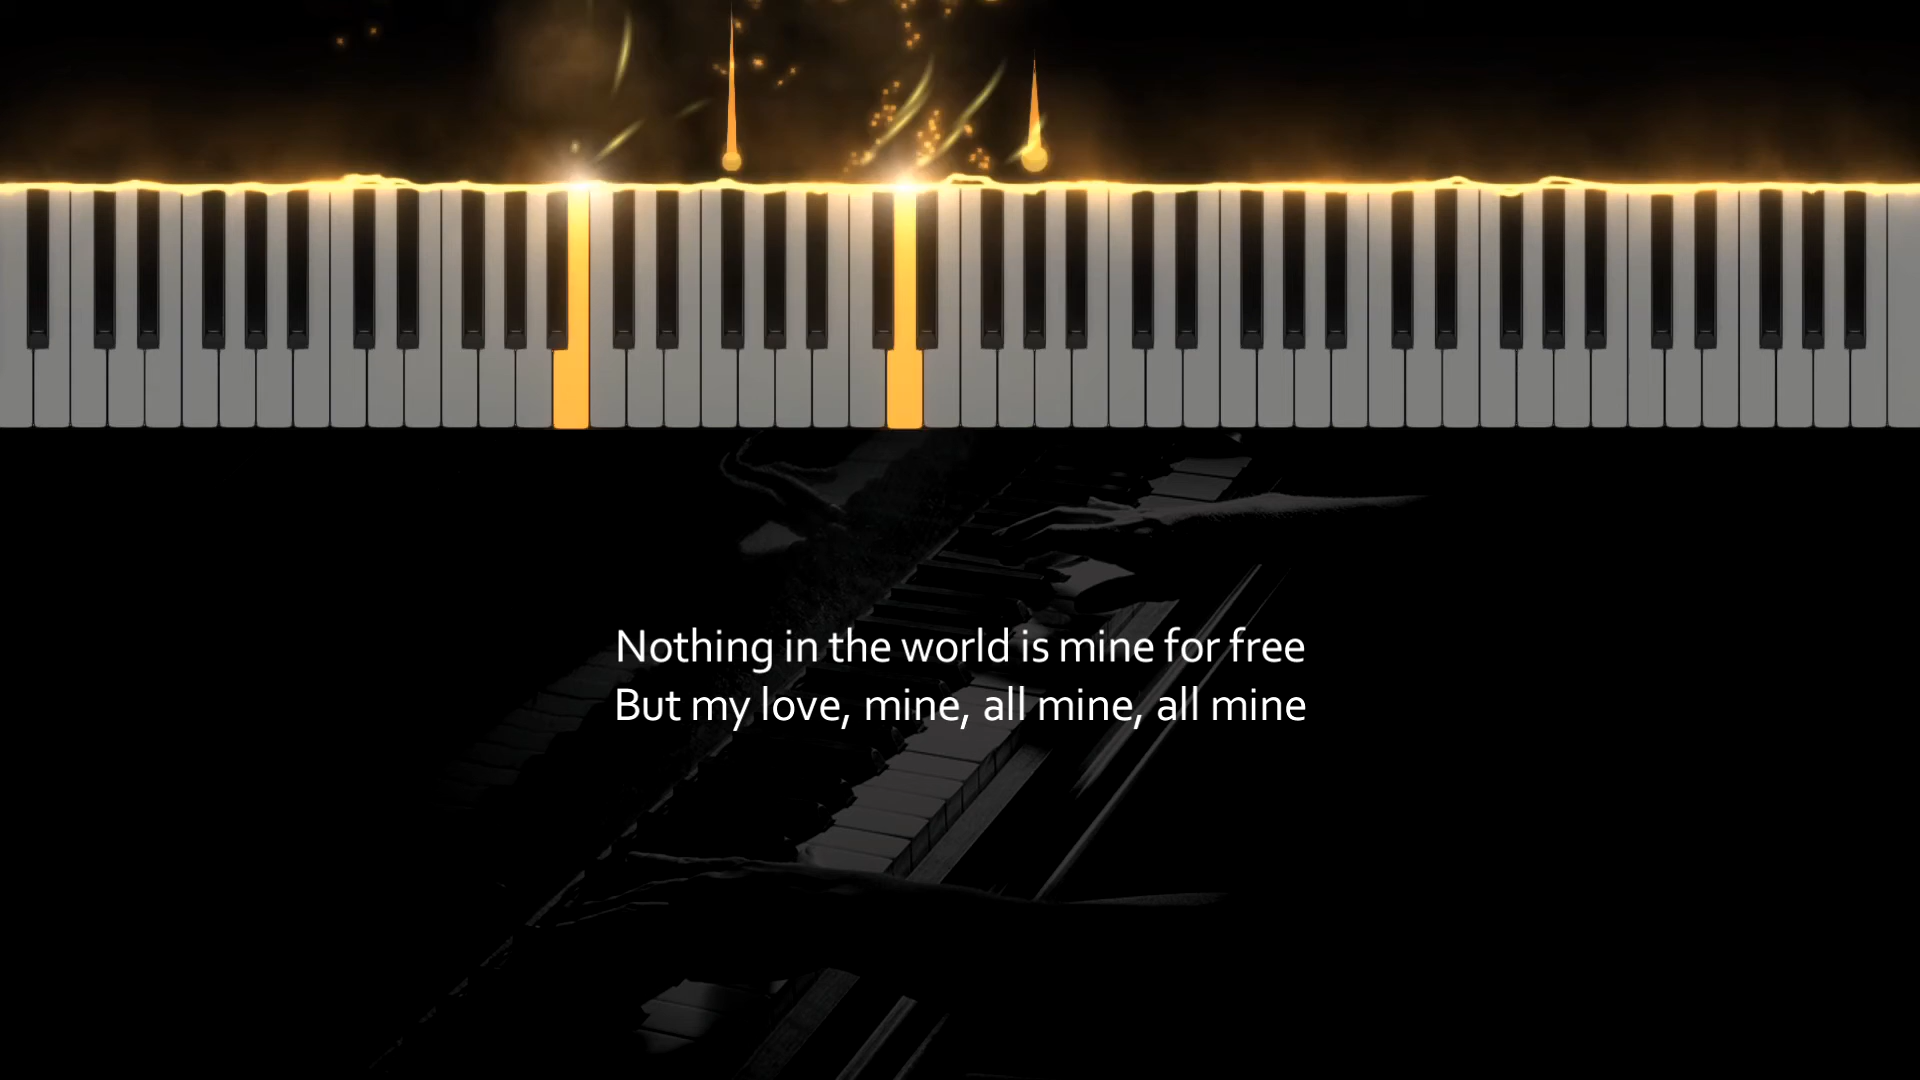 Nothing in the world is mine for free
But my love, mine, all mine, all mine